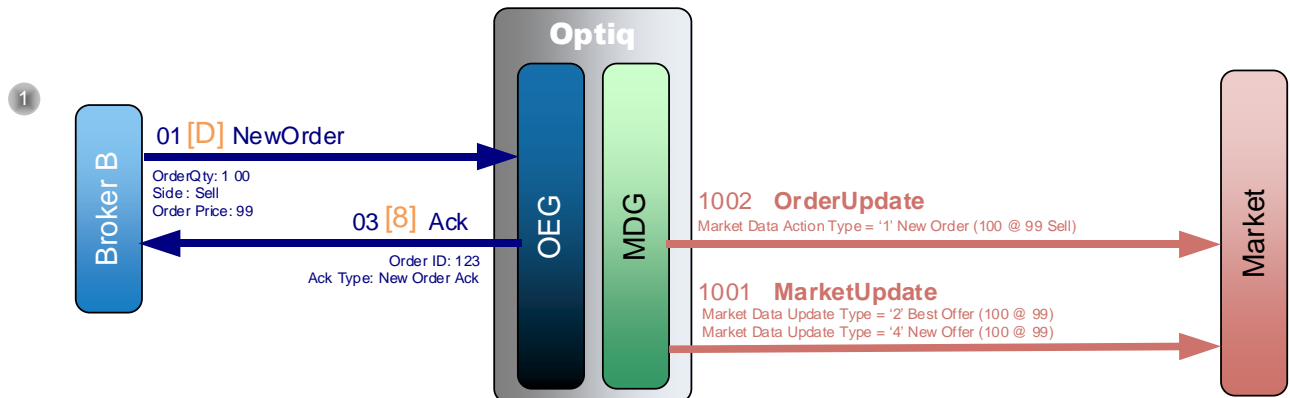 Optiq
1
Broker B
01 [D] NewOrder
OrderQty: 1 00
Side : Sell
Order Price: 99
03 [8] Ack
Order ID: 123
Ack Type: New Order Ack
OEG
MDG
1002 OrderUpdate
Market Data Action Type = ‘1’ New Order (100 @ 99 Sell)
1001 MarketUpdate
Market Data Update Type = ‘2’ Best Offer (100 @ 99)
Market Data Update Type = ‘4’ New Offer (100 @ 99)
Market